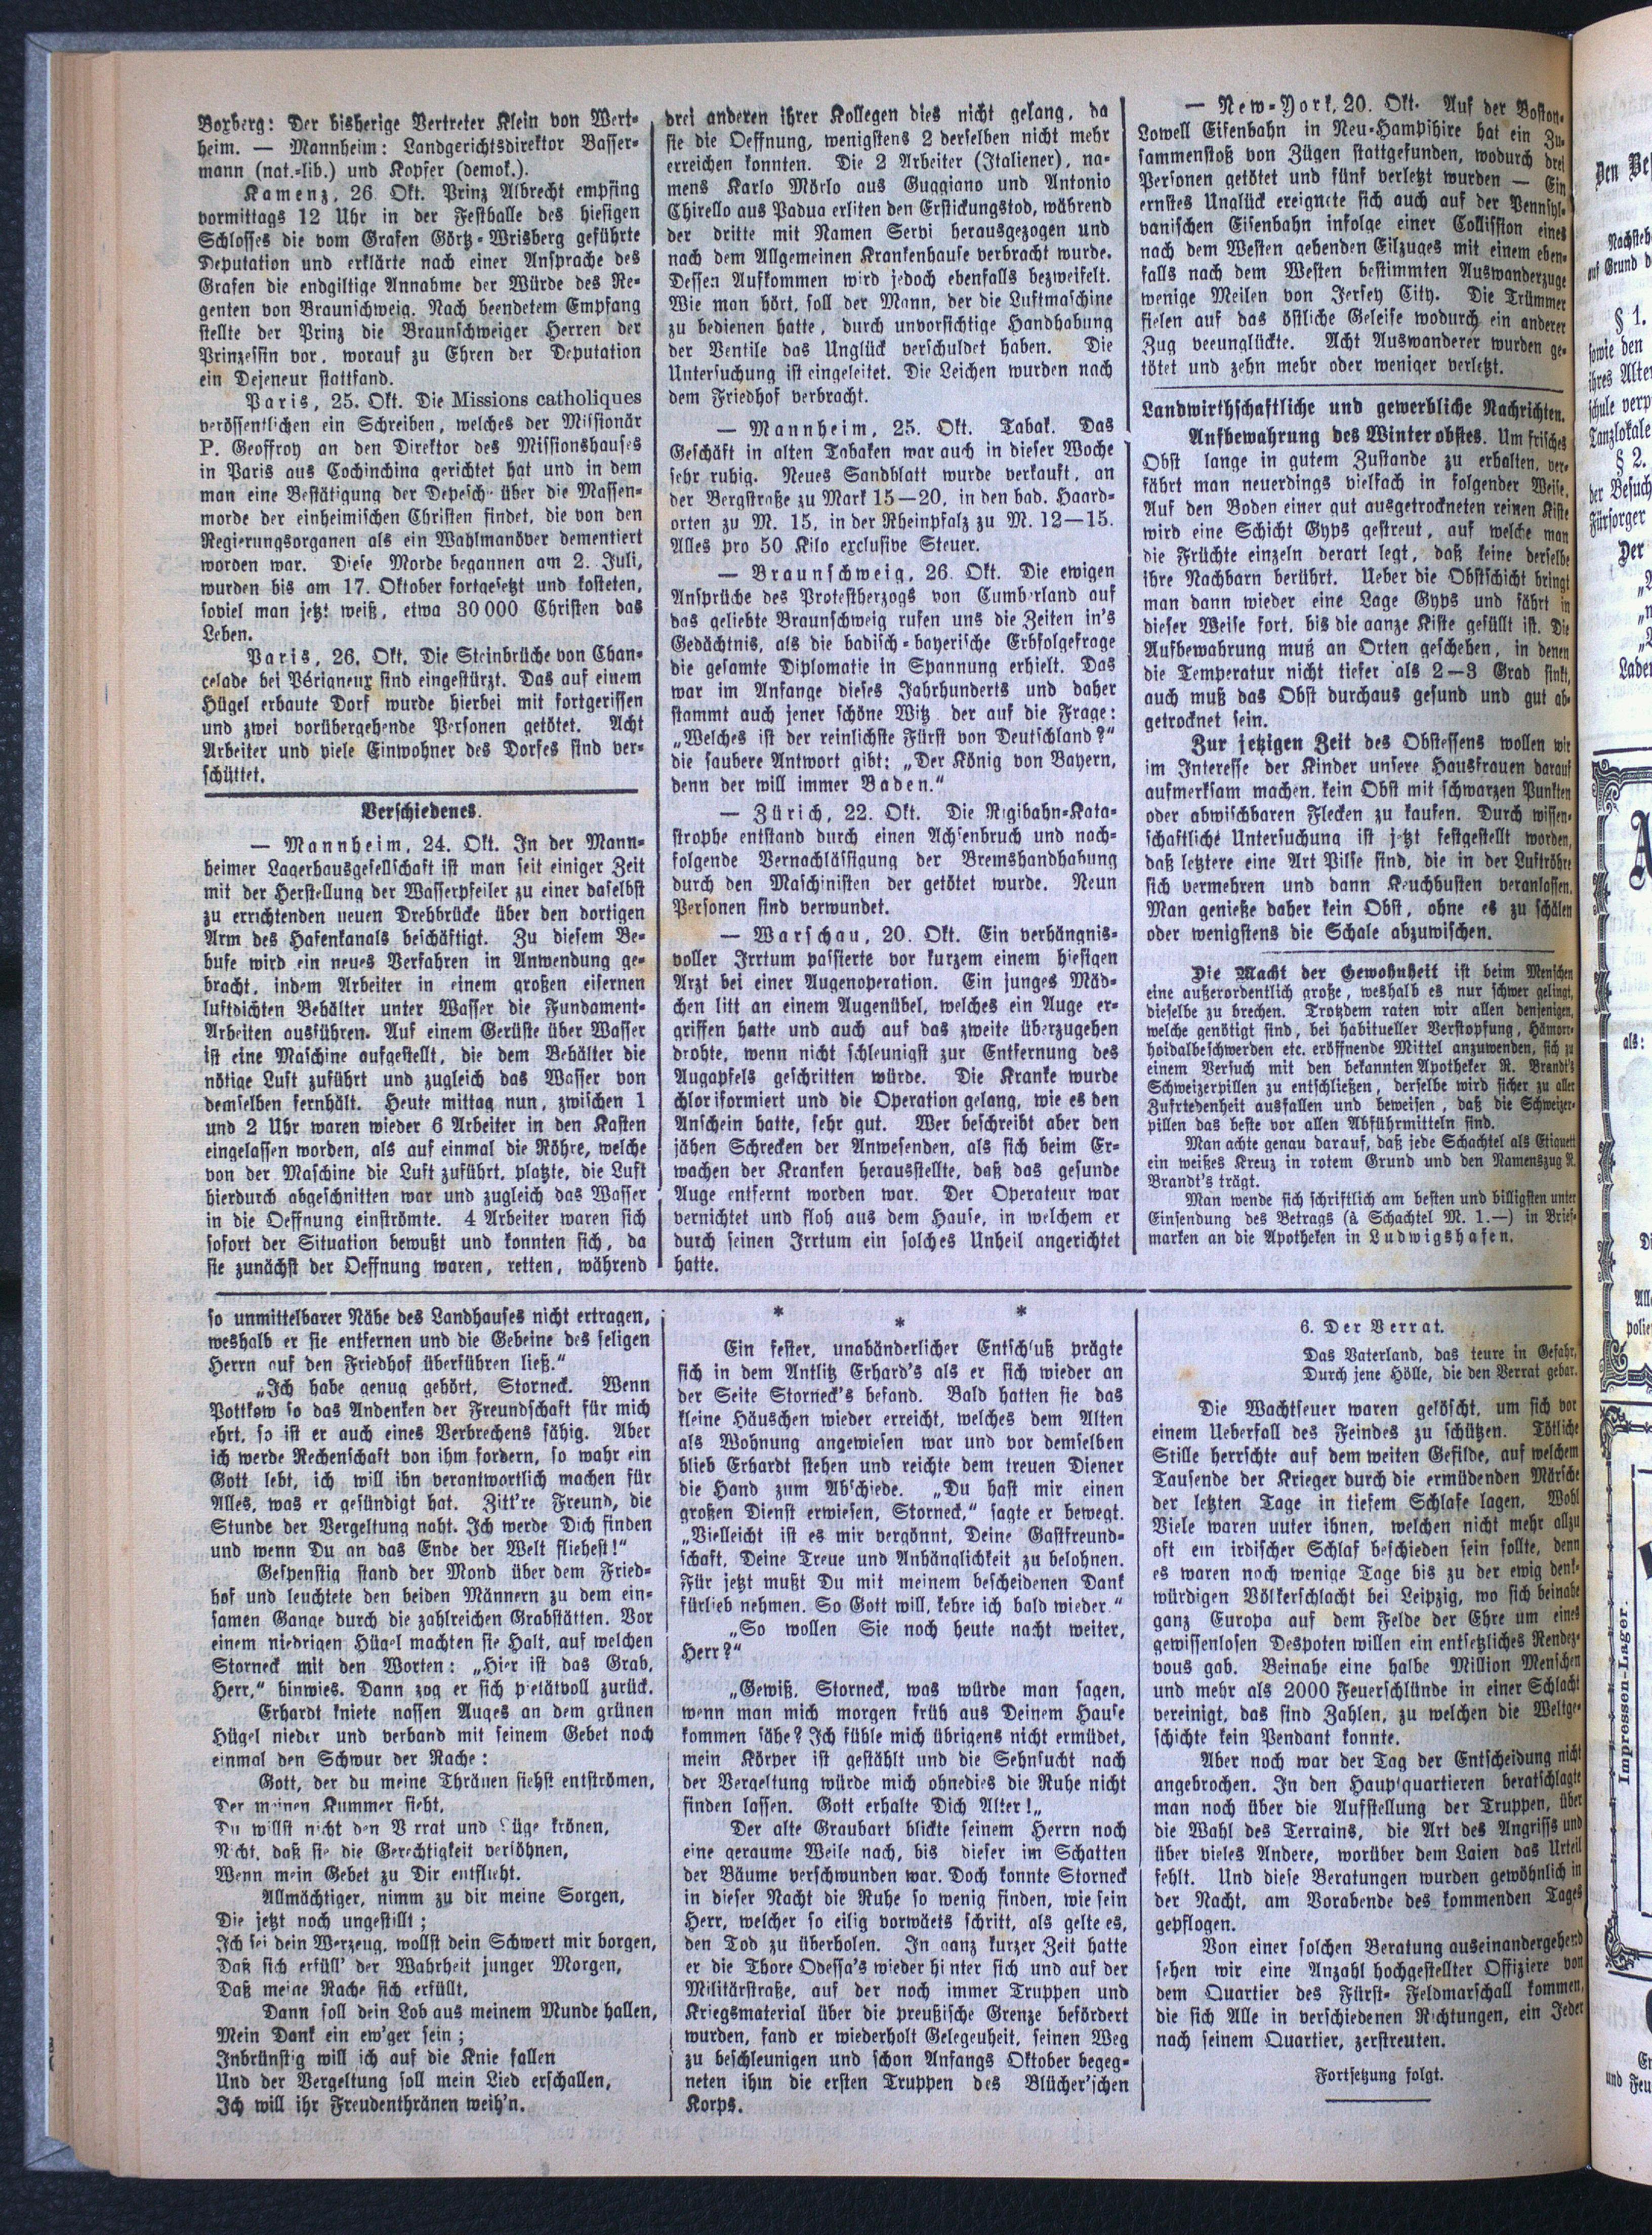 Boxberg: Der bisherige Vertreter Klein von Wert-
heim. — Mannheim: Landgerichtsdirektor Basser-
mann (nat.-lib.) und Kopfer (demok.).
Kamenz, 26. Okt. Prinz Albrecht empfing
vormittags 12 Uhr in der Festhalle des hiesigen
Schlosses die vom Grafen Görtz-Wrisberg geführte
Deputation und erklärte nach einer Ansprache des
Grafen die endgiltige Annahme der Würde des Re-
genten von Braunschweig. Nach beendetem Empfang
stellte der Prinz die Braunschweiger Herren der
Prinzessin vor, worauf zu Ehren der Deputation
ein Dejeneur stattfand.
Paris, 25. Okt. Die Missions catholiques
veröffentlichen ein Schreiben, welches der Missionär
P. Geoffroy an den Direktor des Missionshauses
in Paris aus Cochinchina gerichtet hat und in dem
man eine Bestätigung der Depesch über die Massen-
morde der einheimischen Christen findet, die von den
Regierungsorganen als ein Wahlmanöver dementiert
worden war. Diese Morde begannen am 2. Juli,
wurden bis am 17. Oktober fortgesetzt und kosteten,
soviel man jetzt weiß, etwa 30000 Christen das
Leben.
Paris, 26. Okt. Die Steinbrüche von Chan-
celade bei Périgneux sind eingestürzt. Das auf einem
Hügel erbaute Dorf wurde hierbei mit fortgerissen
und zwei vorübergehende Personen getötet. Acht
Arbeiter und viele Einwohner des Dorfes sind ver-
schüttet.
Verschiedenes.
— Mannheim, 24. Okt. In der Mann-
heimer Lagerhausgesellschaft ist man seit einiger Zeit
mit der Herstellung der Wasserpfeiler zu einer daselbst
zu errichtenden neuen Drehbrücke über den dortigen
Arm des Hafenkanals beschäftigt. Zu diesem Be-
hufe wird ein neues Verfahren in Anwendung ge-
bracht, indem Arbeiter in einem großen eisernen
luftdichten Behälter unter Wasser die Fundament-
Arbeiten ausführen. Auf einem Gerüste über Wasser
ist eine Maschine aufgestellt, die dem Behälter die
nötige Luft zuführt und zugleich das Wasser von
demselben fernhält. Heute mittag nun, zwischen 1
und 2 Uhr waren wieder 6 Arbeiter in den Kasten
eingelassen worden, als auf einmal die Röhre, welche
von der Maschine die Luft zuführt, platzte, die Luft
hierdurch abgeschnitten war und zugleich das Wasser
in die Oeffnung einströmte. 4 Arbeiter waren sich
sofort der Situation bewußt und konnten sich, da
sie zunächst der Oeffnung waren, retten, während
drei anderen ihrer Kollegen dies nicht gelang, da
sie die Oeffnung, wenigstens 2 derselben nicht mehr
erreichen konnten. Die 2 Arbeiter (Italiener), na-
mens Karlo Mörlo aus Guggiano und Antonio
Chirello aus Padua erliten den Erstickungstod, während
der dritte mit Namen Servi herausgezogen und
nach dem Allgemeinen Krankenhause verbracht wurde.
Dessen Aufkommen wird jedoch ebenfalls bezweifelt.
Wie man hört, soll der Mann, der die Luftmaschine
zu bedienen hatte, durch unvorsichtige Handhabung
der Ventile das Unglück verschuldet haben. Die
Untersuchung ist eingeleitet. Die Leichen wurden nach
dem Friedhof verbracht.
— Mannheim, 25. Okt. Tabak. Das
Geschäft in alten Tabaken war auch in dieser Woche
sehr ruhig. Neues Sandblatt wurde verkauft, an
der Bergstraße zu Mark 15—20, in den bad. Haard-
orten zu M. 15, in der Rheinpfalz zu M. 12—15.
Alles pro 50 Kilo exclusive Steuer.
— Braunschweig, 26. Okt. Die ewigen
Ansprüche des Protestherzogs von Cumberland auf
das geliebte Braunschweig rufen uns die Zeiten in's
Gedächtnis, als die badisch-bayerische Erbfolgefrage
die gesamte Diplomatie in Spannung erhielt. Das
war im Anfange dieses Jahrhunderts und daher
stammt auch jener schöne Witz der auf die Frage:
„Welches ist der reinlichste Fürst von Deutschland?“
die saubere Antwort gibt: „Der König von Bayern,
denn der will immer Baden.“
— Zürich, 22. Okt. Die Rigibahn-Kata-
strophe entstand durch einen Achsenbruch und nach-
folgende Vernachlässigung der Bremshandhabung
durch den Maschinisten der getötet wurde. Neun
Personen sind verwundet.
— Warschau, 20. Okt. Ein verhängnis-
voller Irrtum passierte vor kurzem einem hiesigen
Arzt bei einer Augenoperation. Ein junges Mäd-
chen litt an einem Augenübel, welches ein Auge er-
griffen hatte und auch auf das zweite überzugehen
drohte, wenn nicht schleunigst zur Entfernung des
Augapfels geschritten würde. Die Kranke wurde
chloriformiert und die Operation gelang, wie es den
Anschein hatte, sehr gut. Wer beschreibt aber den
jähen Schrecken der Anwesenden, als sich beim Er-
wachen der Kranken herausstellte, daß das gesunde
Auge entfernt worden war. Der Operateur war
vernichtet und floh aus dem Hause, in welchem er
durch seinen Irrtum ein solches Unheil angerichtet
hatte.
— New-York, 20. Okt. Auf der Boston-
Lowell Eisenbahn in Neu-Hampshire hat ein Zu-
sammenstoß von Zügen stattgefunden, wodurch drei
Personen getötet und fünf verletzt wurden — Ein
ernstes Unglück ereignete sich auch auf der Pennsyl-
vanischen Eisenbahn infolge einer Collission eines
nach dem Westen gehenden Eilzuges mit einem eben-
falls nach dem Westen bestimmten Auswanderzuge
wenige Meilen von Jersey City. Die Trümmer
fielen auf das östliche Geleise wodurch ein anderer
Zug veeunglückte. Acht Auswanderer wurden ge-
tötet und zehn mehr oder weniger verletzt.
Landwirthschaftliche und gewerbliche Nachrichten.
Aufbewahrung des Winterobstes. Um frisches
Obst lange in gutem Zustande zu erhalten, ver-
fährt man neuerdings vielfach in folgender Weise.
Auf den Boden einer gut ausgetrockneten reinen Kiste
wird eine Schicht Gyps gestreut, auf welche man
die Früchte einzeln derart legt, daß keine derselbe
ihre Nachbarn berührt. Ueber die Obstschicht bringt
man dann wieder eine Lage Gyps und fährt in
dieser Weise fort, bis die ganze Kiste gefüllt ist. Die
Aufbewahrung muß an Orten geschehen, in denen
die Temperatur nicht tiefer als 2—3 Grad sinkt,
auch muß das Obst durchaus gesund und gut ab-
getrocknet sein.
Zur jetzigen Zeit des Obstessens wollen wir
im Interesse der Kinder unsere Hausfrauen darauf
aufmerksam machen, kein Obst mit schwarzen Punkten
oder abwischbaren Flecken zu kaufen. Durch wissen-
schaftliche Untersuchung ist jetzt festgestellt worden,
daß letztere eine Art Pilse sind, die in der Luftröhre
sich vermehren und dann Keuchhusten veranlassen.
Man genieße daher kein Obst, ohne es zu schälen
oder wenigstens die Schale abzuwischen.
Die Macht der Gewohnheit ist beim Menschen
eine außerordentlich große, weshalb es nur schwer gelingt,
dieselbe zu brechen. Trotzdem raten wir allen denjenigen,
welche genötigt sind, bei habitueller Verstopfung, Hämorr-
hoidalbeschwerden etc. eröffnende Mittel anzuwenden, sich zu
einem Versuch mit den bekannten Apotheker R. Brandt's
Schweizerpillen zu entschließen, derselbe wird sicher zu aller
Zufriedenheit ausfallen und beweisen, daß die Schweizer-
pillen das beste vor allen Abführmitteln sind.
Man achte genau darauf, daß jede Schachtel als Etiquett
ein weißes Kreuz in rotem Grund und den Namenszug R.
Brandt's trägt.
Man wende sich schriftlich am besten und billigsten unter
Einsendung des Betrags (à Schachtel M. 1.—) in Brief-
marken an die Apotheken in Ludwigshafen.
so unmittelbarer Nähe des Landhauses nicht ertragen,
weshalb er sie entfernen und die Gebeine des seligen
Herrn auf den Friedhof überführen ließ.“
„Ich habe genug gehört, Storneck. Wenn
Pottkow so das Andenken der Freundschaft für mich
ehrt, so ist er auch eines Verbrechens fähig. Aber
ich werde Rechenschaft von ihm fordern, so wahr ein
Gott lebt, ich will ihn verantwortlich machen für
Alles, was er gesündigt hat. Zitt're Freund, die
Stunde der Vergeltung naht. Ich werde Dich finden
und wenn Du an das Ende der Welt fliehest!“
Gespenstig stand der Mond über dem Fried-
hof und leuchtete den beiden Männern zu dem ein-
samen Gange durch die zahlreichen Grabstätten. Vor
einem niedrigen Hügel machten sie Halt, auf welchen
Storneck mit den Worten: „Hier ist das Grab,
Herr,“ hinwies. Dann zog er sich pietätvoll zurück.
Erhardt kniete nassen Auges an dem grünen
Hügel nieder und verband mit seinem Gebet noch
einmal den Schwur der Rache:
Gott, der du meine Thränen siehst entströmen,
Der meinen Kummer sieht,
Du willst nicht den Verrat und Lüge krönen,
Nicht, daß sie die Gerechtigkeit versöhnen,
Wenn mein Gebet zu Dir entflieht.
Allmächtiger, nimm zu dir meine Sorgen,
Die jetzt noch ungestillt;
Ich sei dein Werzeug, wollst dein Schwert mir borgen,
Daß sich erfüll' der Wahrheit junger Morgen,
Daß meine Rache sich erfüllt.
Dann soll dein Lob aus meinem Munde hallen,
Mein Dank ein ew'ger sein;
Inbrünstig will ich auf die Knie fallen
Und der Vergeltung soll mein Lied erschallen,
Ich will ihr Freudenthränen weih'n.
* * *
Ein fester, unabänderlicher Entschluß prägte
sich in dem Antlitz Erhard's als er sich wieder an
der Seite Storneck's befand. Bald hatten sie das
kleine Häuschen wieder erreicht, welches dem Alten
als Wohnung angewiesen war und vor demselben
blieb Erhardt stehen und reichte dem treuen Diener
die Hand zum Abschiede. „Du hast mir einen
großen Dienst erwiesen, Storneck,“ sagte er bewegt.
„Vielleicht ist es mir vergönnt, Deine Gastfreund-
schaft, Deine Treue und Anhänglichkeit zu belohnen.
Für jetzt mußt Du mit meinem bescheidenen Dank
fürlieb nehmen. So Gott will, kehre ich bald wieder.“
„So wollen Sie noch heute nacht weiter,
Herr?“
„Gewiß, Storneck, was würde man sagen,
wenn man mich morgen früh aus Deinem Hause
kommen sähe? Ich fühle mich übrigens nicht ermüdet,
mein Körper ist gestählt und die Sehnsucht nach
der Vergeltung würde mich ohnedies die Ruhe nicht
finden lassen. Gott erhalte Dich Alter!„
Der alte Graubart blickte seinem Herrn noch
eine geraume Weile nach, bis dieser im Schatten
der Bäume verschwunden war. Doch konnte Storneck
in dieser Nacht die Ruhe so wenig finden, wie sein
Herr, welcher so eilig vorwäets schritt, als gelte es,
den Tod zu überholen. In ganz kurzer Zeit hatte
er die Thore Odessa's wieder hinter sich und auf der
Militärstraße, auf der noch immer Truppen und
Kriegsmaterial über die preußische Grenze befördert
wurden, fand er wiederholt Gelegenheit, seinen Weg
zu beschleunigen und schon Anfangs Oktober begeg-
neten ihm die ersten Truppen des Blücher'schen
Korps.
6. Der Verrat.
Das Vaterland, das teure in Gefahr,
Durch jene Hölle, die den Verrat gebar.
Die Wachtfeuer waren gelöscht, um sich vor
einem Ueberfall des Feindes zu schützen. Tötliche
Stille herrschte auf dem weiten Gefilde, auf welchem
Tausende der Krieger durch die ermüdenden Märsche
der letzten Tage in tiefem Schlafe lagen. Wohl
Viele waren uuter ihnen, welchen nicht mehr allzu
oft ein irdischer Schlaf beschieden sein sollte, denn
es waren noch wenige Tage bis zu der ewig denk-
würdigen Völkerschlacht bei Leipzig, wo sich beinahe
ganz Europa auf dem Felde der Ehre um eines
gewissenlosen Despoten willen ein entsetzliches Rendez-
vous gab. Beinahe eine halbe Million Menschen
und mehr als 2000 Feuerschlünde in einer Schlacht
vereinigt, das sind Zahlen, zu welchen die Weltge-
schichte kein Pendant konnte.
Aber noch war der Tag der Entscheidung nicht
angebrochen. In den Hauptquartieren beratschlagte
man noch über die Aufstellung der Truppen, über
die Wahl des Terrains, die Art des Angriffs und
über vieles Andere, worüber dem Laien das Urteil
fehlt. Und diese Beratungen wurden gewöhnlich in
der Nacht, am Vorabende des kommenden Tages
gepflogen.
Von einer solchen Beratung auseinandergehend
sehen wir eine Anzahl hochgestellter Offiziere von
dem Quartier des Fürst-Feldmarschall kommen,
die sich Alle in verschiedenen Richtungen, ein Jeder
nach seinem Quartier, zerstreuten.
Fortsetzung folgt.
Den
Nachsteh
auf Grund
§ 1.
sowie den
ihres Alter
schule verp
Tanzlokale
§ 2.
der Besuch
Fürsorger
Der
Laden
A
als:
Impressen-Lager.
und Feu